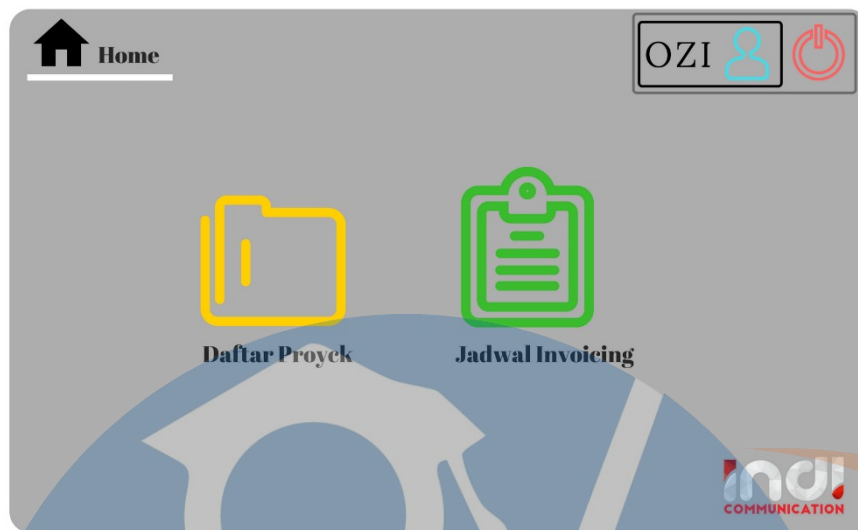 Home
OZI
Daftar Proyek
Jadwal Invoicing
INDI
COMMUNICATION